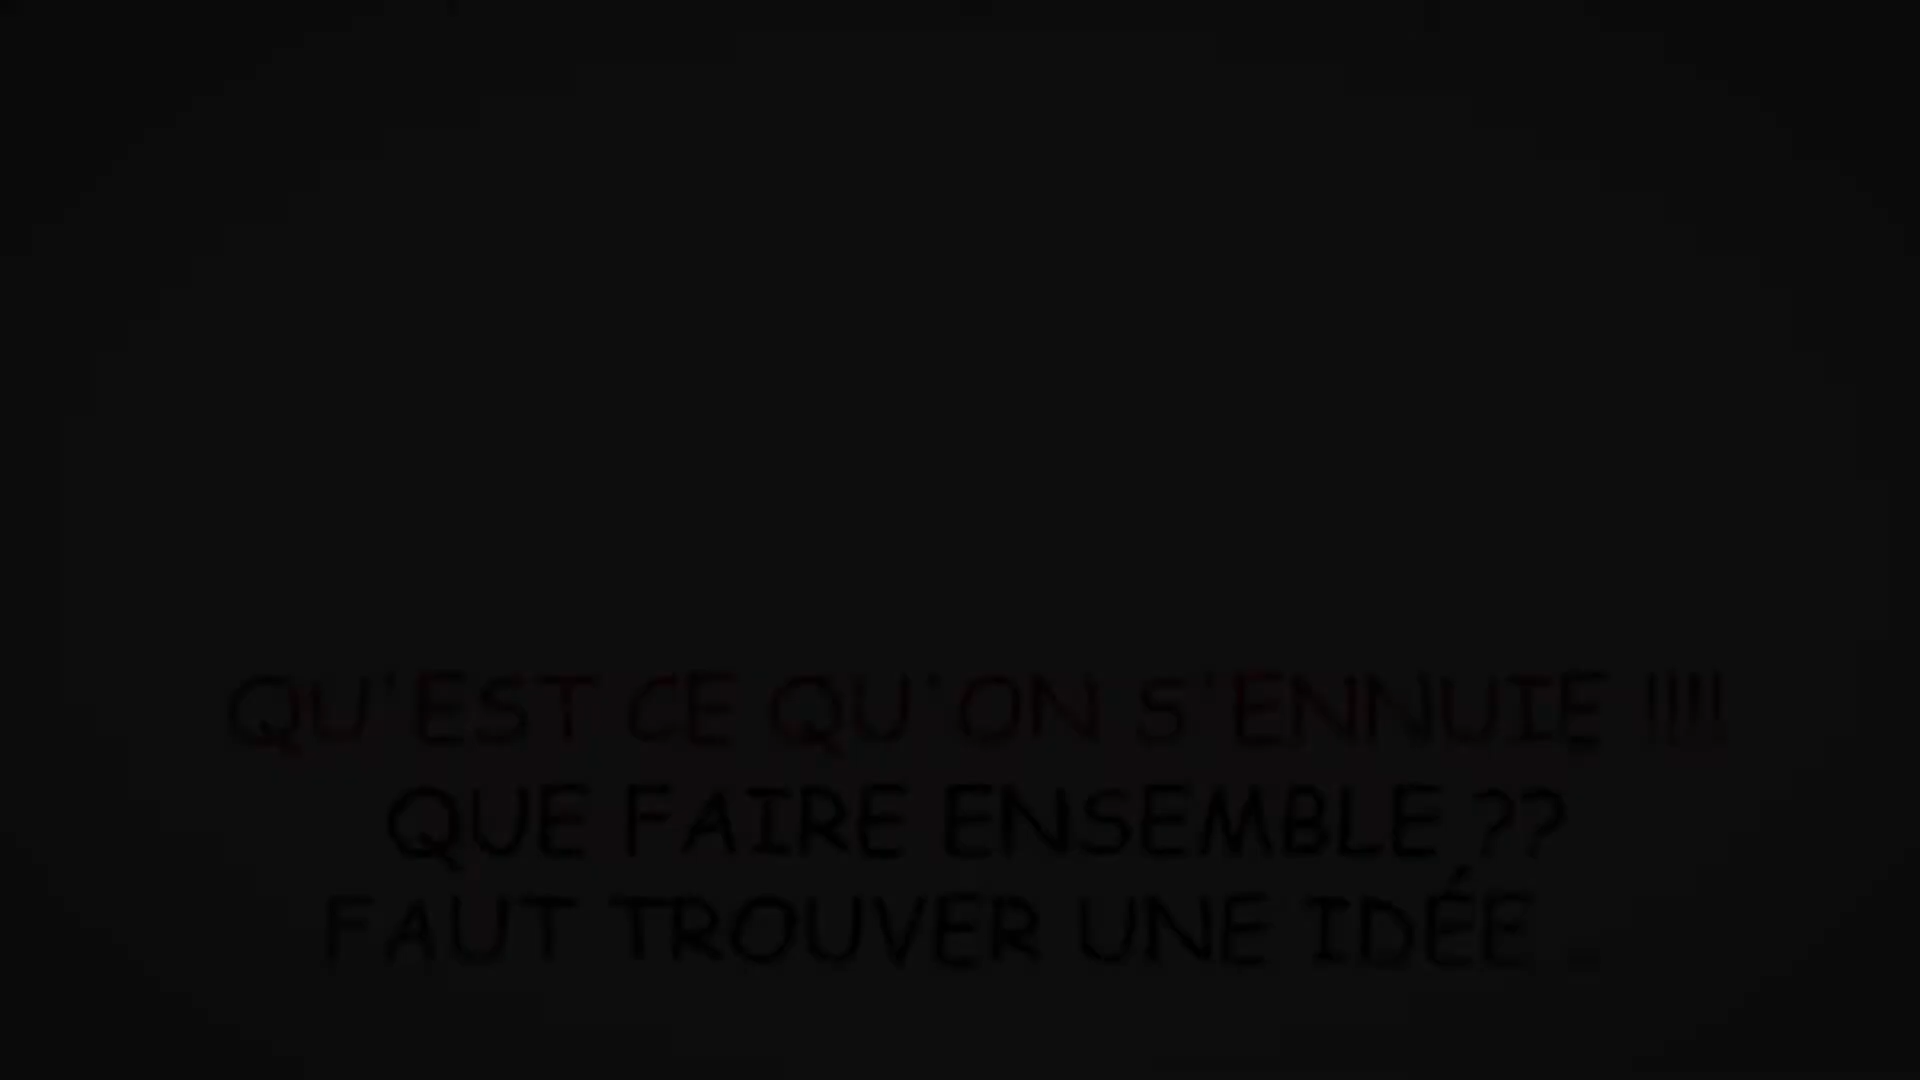 QU'EST CE QU'ON S'ENNUIE !!!!
QUE FAIRE ENSEMBLE ??
FAUT TROUVER UNE IDÉE .